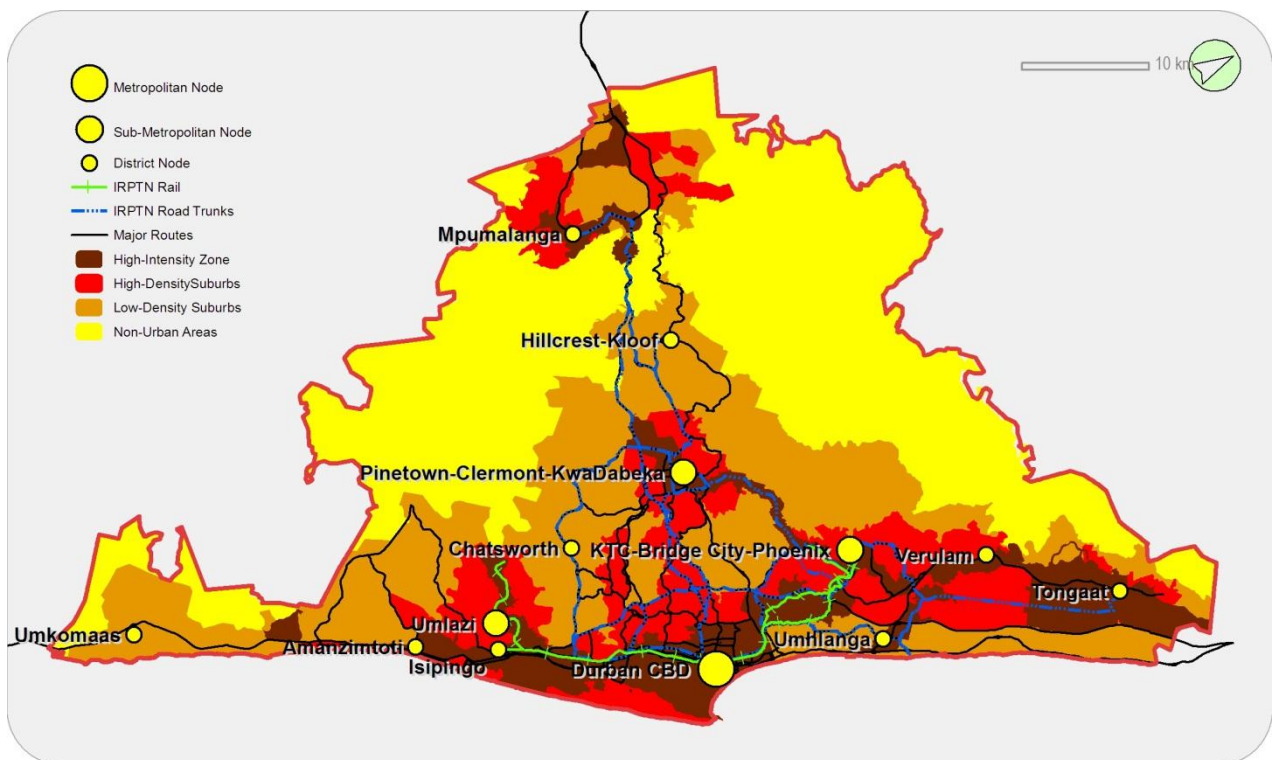 10 km
Metropolitan Node
Sub-Metropolitan Node
District Node
IRPTN Rail
IRPTN Road Trunks
Major Routes
High-Intensity Zone
High-DensitySuburbs
Low-Density Suburbs
Non-Urban Areas
Mpumalanga
Hillcrest-Kloof
Pinetown-Clermont-KwaDabeka
Chatsworth
KTC-Bridge City-Phoenix
Verulam
Tongaat
Umkomaas
Amanzimtoti
Umlazi
Isipingo
Durban CBD
Umhlanga